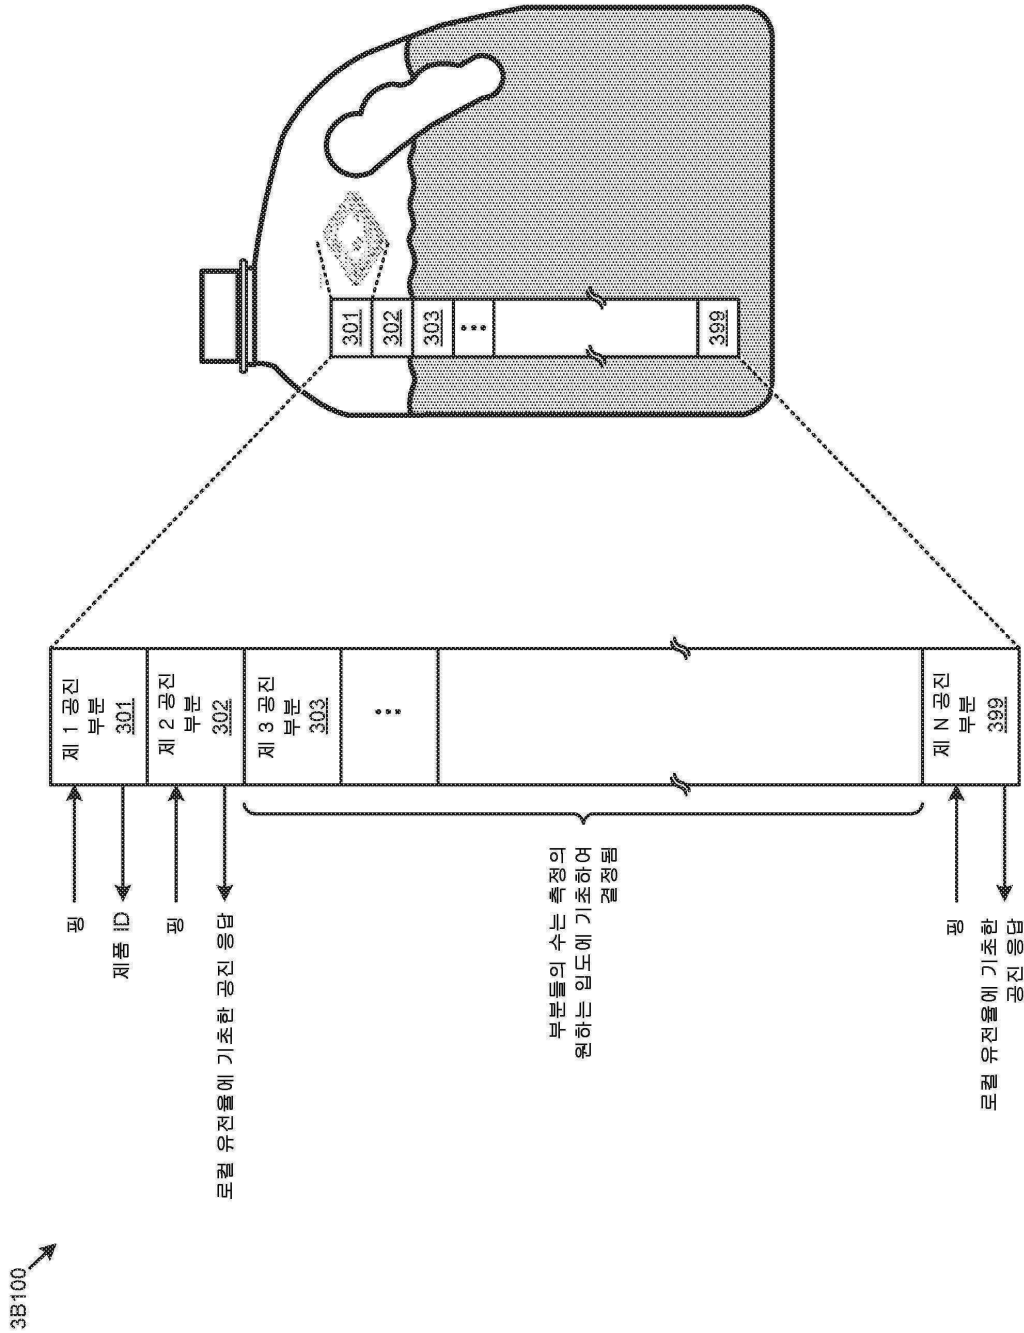 3B100
핑
제품 ID
핑
로컬 유전율에 기초한 공진 응답
부분들의 수는 측정의
원하는 입도에 기초하여
결정됨
핑
로컬 유전율에 기초한
공진 응답
제 1 공진
부분
301
제 2 공진
부분
302
제 3 공진
부분
303
제 N 공진
부분
399
301
302
303
399